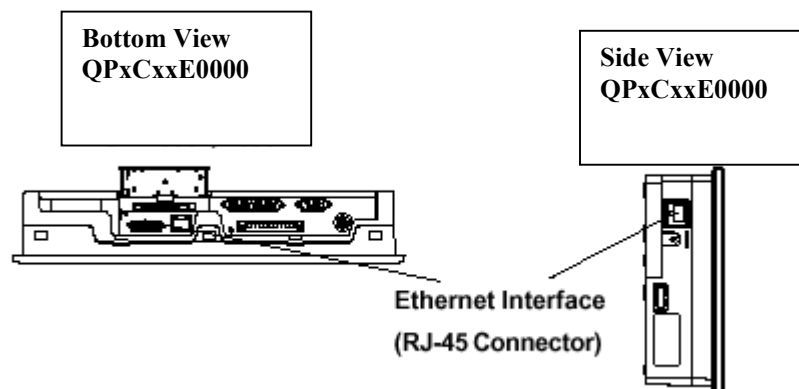 Bottom View
QPxCxxE0000
Side View
QPxCxxE0000
Ethernet Interface
(RJ-45 Connector)